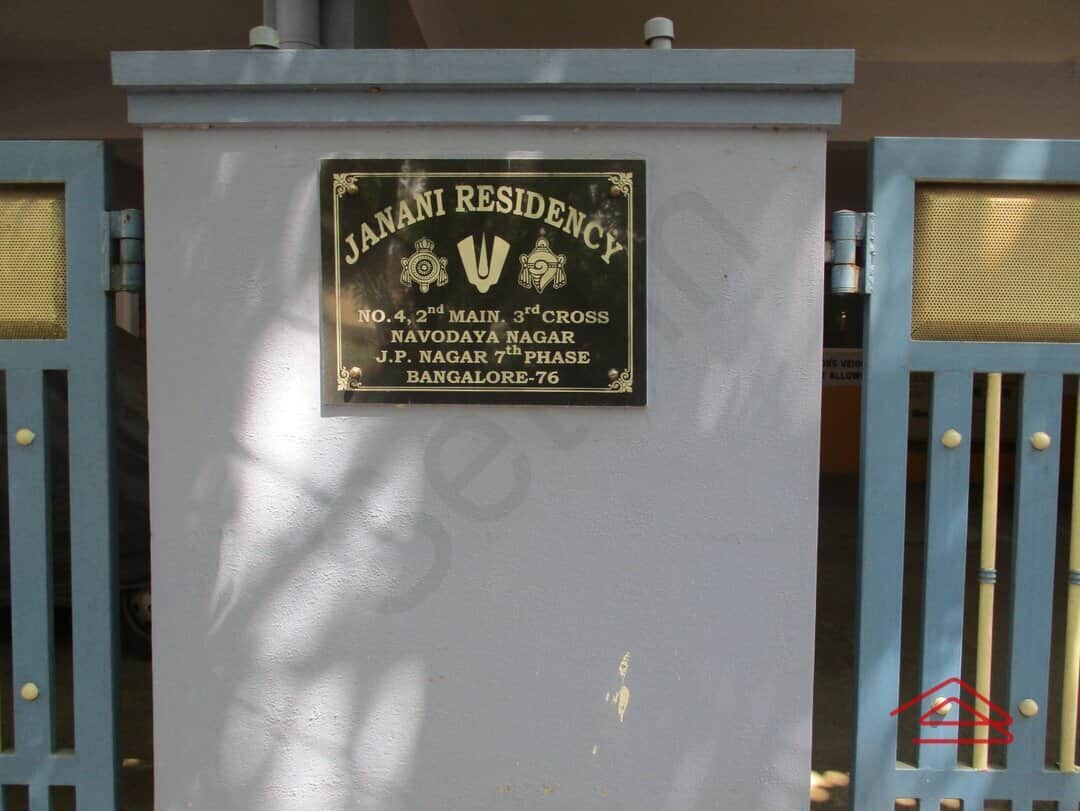 JANANI RESIDENCY
NO. 4, 2nd MAIN. 3rd CROSS
NAVODAYA NAGAR
J.P. NAGAR 7th PHASE
BANGALORE-76